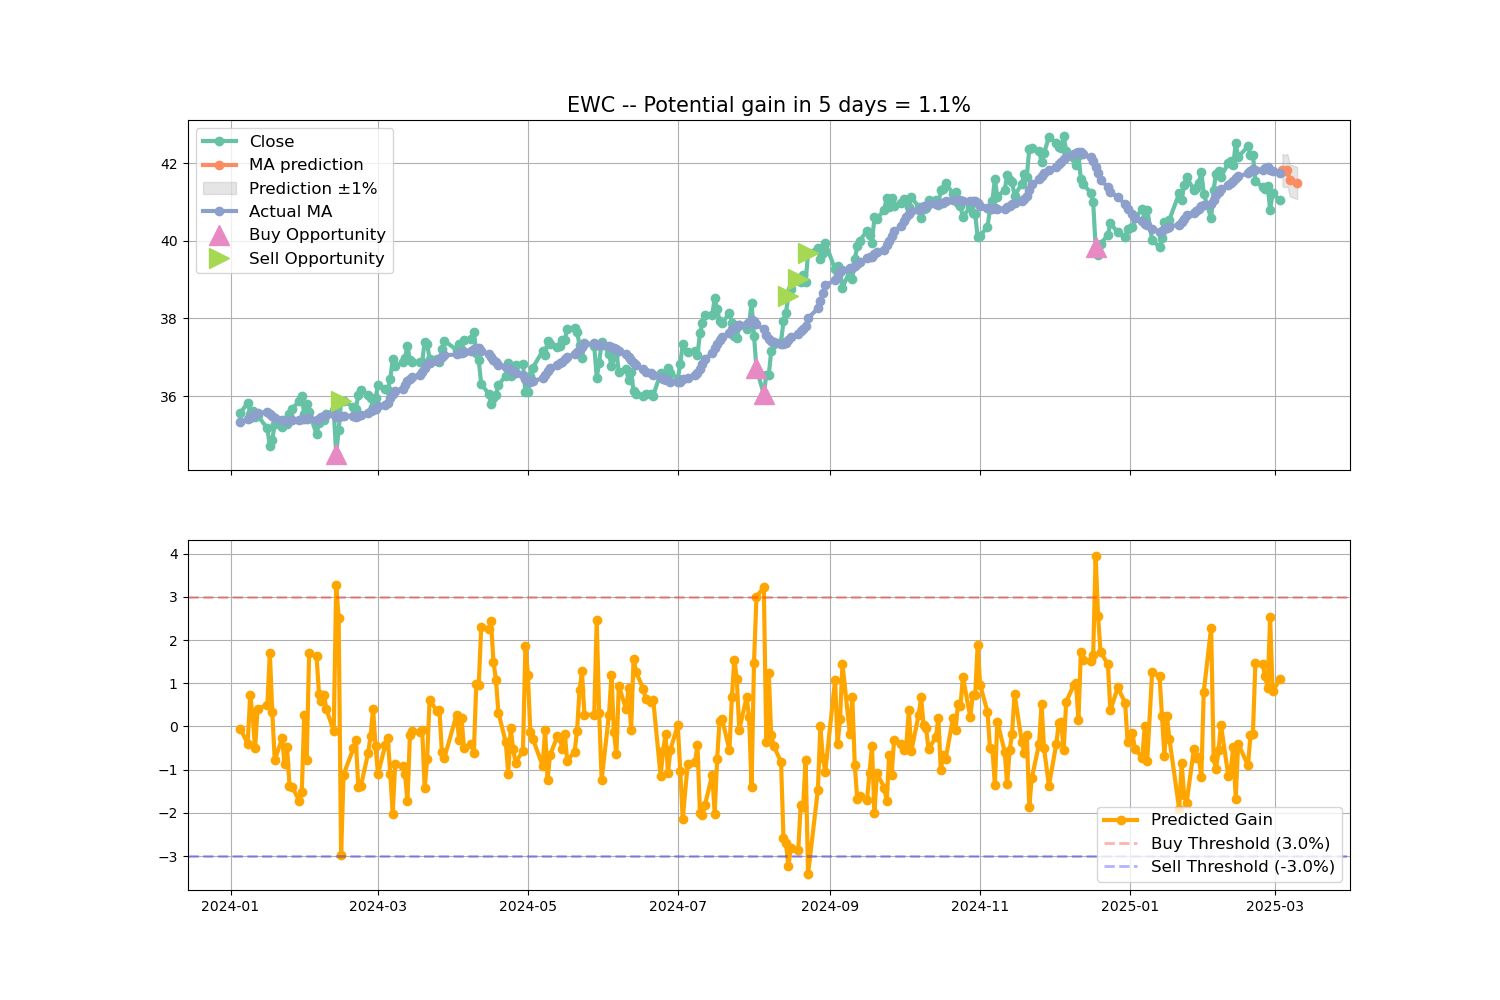 EWC -- Potential gain in 5 days = 1.1%
Close
MA prediction
Prediction ±1%
Actual MA
Buy Opportunity
Sell Opportunity
42
40
38
36
4
3
2
1
0
−1
−2
−3
Predicted Gain
Buy Threshold (3.0%)
Sell Threshold (-3.0%)
2024-01
2024-03
2024-05
2024-07
2024-09
2024-11
2025-01
2025-03